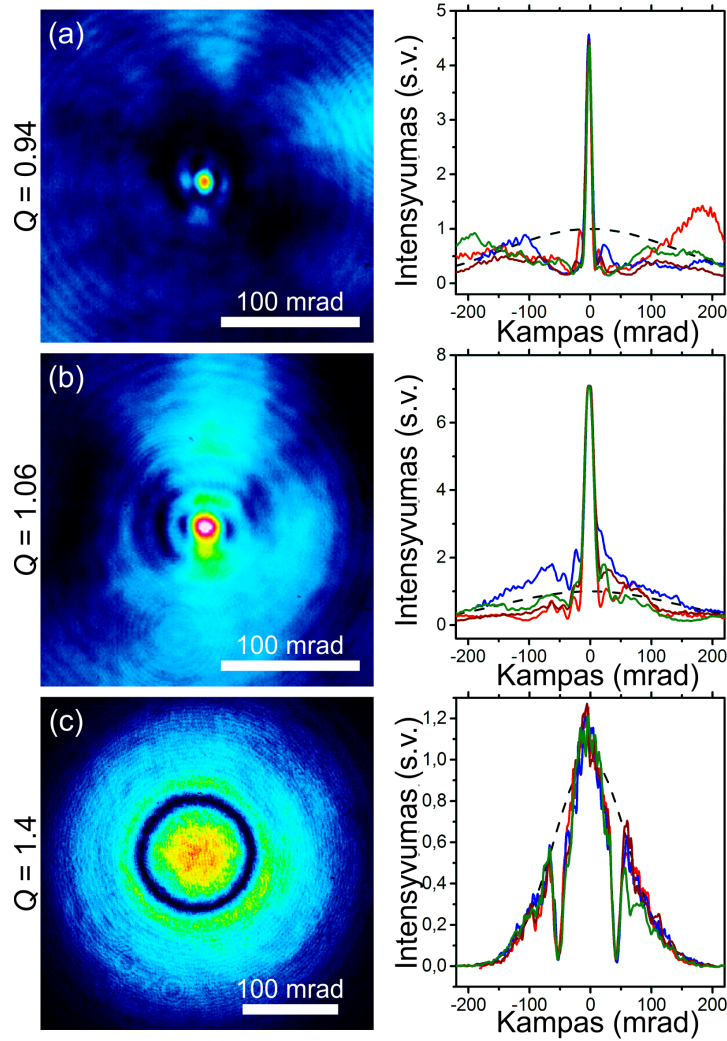 (a)
Q = 0.94
100 mrad
Intensyvumas (s.v.)
5
4
3
2
1
0
-200 -100 0 100 200
Kampas (mrad)
(b)
Q = 1.06
100 mrad
Intensyvumas (s.v.)
8
6
4
2
0
-200 -100 0 100 200
Kampas (mrad)
(c)
Q = 1.4
100 mrad
Intensyvumas (s.v.)
1,2
1,0
0,8
0,6
0,4
0,2
0,0
-200 -100 0 100 200
Kampas (mrad)